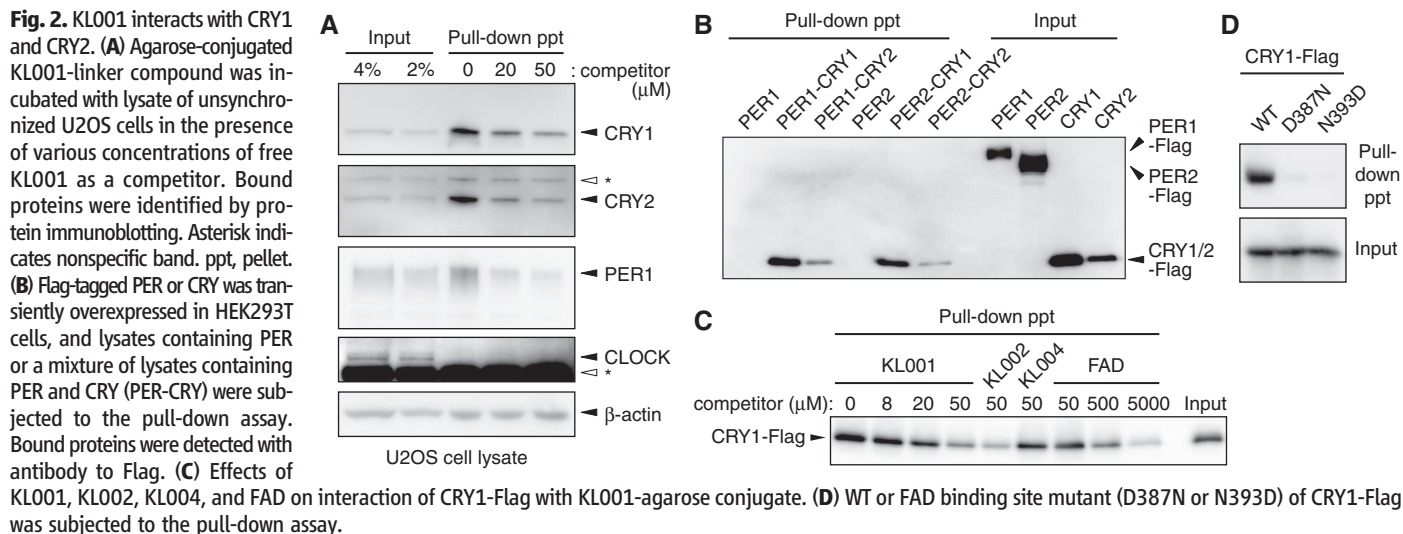 Fig. 2. KL001 interacts with CRY1
and CRY2. (A) Agarose-conjugated
KL001-linker compound was in-
cubated with lysate of unsynchro-
nized U2OS cells in the presence
of various concentrations of free
KL001 as a competitor. Bound
proteins were identified by pro-
tein immunoblotting. Asterisk indi-
cates nonspecific band. ppt, pellet.
(B) Flag-tagged PER or CRY was tran-
siently overexpressed in HEK293T
cells, and lysates containing PER
or a mixture of lysates containing
PER and CRY (PER-CRY) were sub-
jected to the pull-down assay.
Bound proteins were detected with
antibody to Flag. (C) Effects of
KL001, KL002, KL004, and FAD on interaction of CRY1-Flag with KL001-agarose conjugate. (D) WT or FAD binding site mutant (D387N or N393D) of CRY1-Flag
was subjected to the pull-down assay.
A
Input Pull-down ppt
4% 2% 0 20 50 : competitor
(μM)
CRY1
*
CRY2
PER1
CLOCK
*
β-actin
U2OS cell lysate
B
Pull-down ppt Input
PER1 PER1-CRY1 PER1-CRY2 PER2 PER2-CRY1 PER2-CRY2 PER1 PER2 CRY1 CRY2
PER1
-Flag
PER2
-Flag
CRY1/2
-Flag
C
Pull-down ppt
KL001 KL002 KL004 FAD
competitor (μM): 0 8 20 50 50 50 50 500 5000 Input
CRY1-Flag
D
CRY1-Flag
WT D387N N393D
Pull-
down
ppt
Input